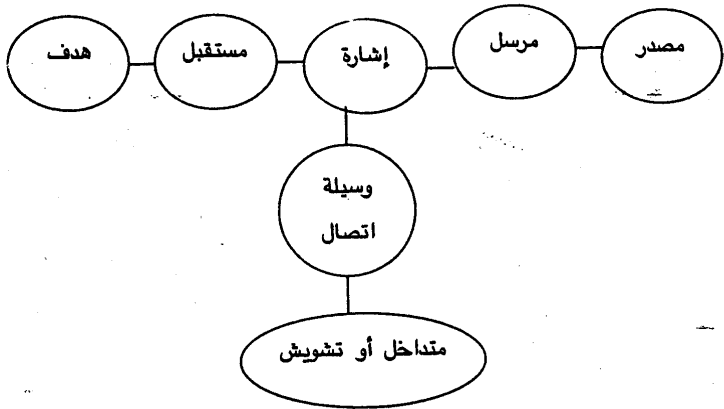 مصدر
مرسل
إشارة
مستقبل
هدف
وسيلة
اتصال
متداخل أو تشويش